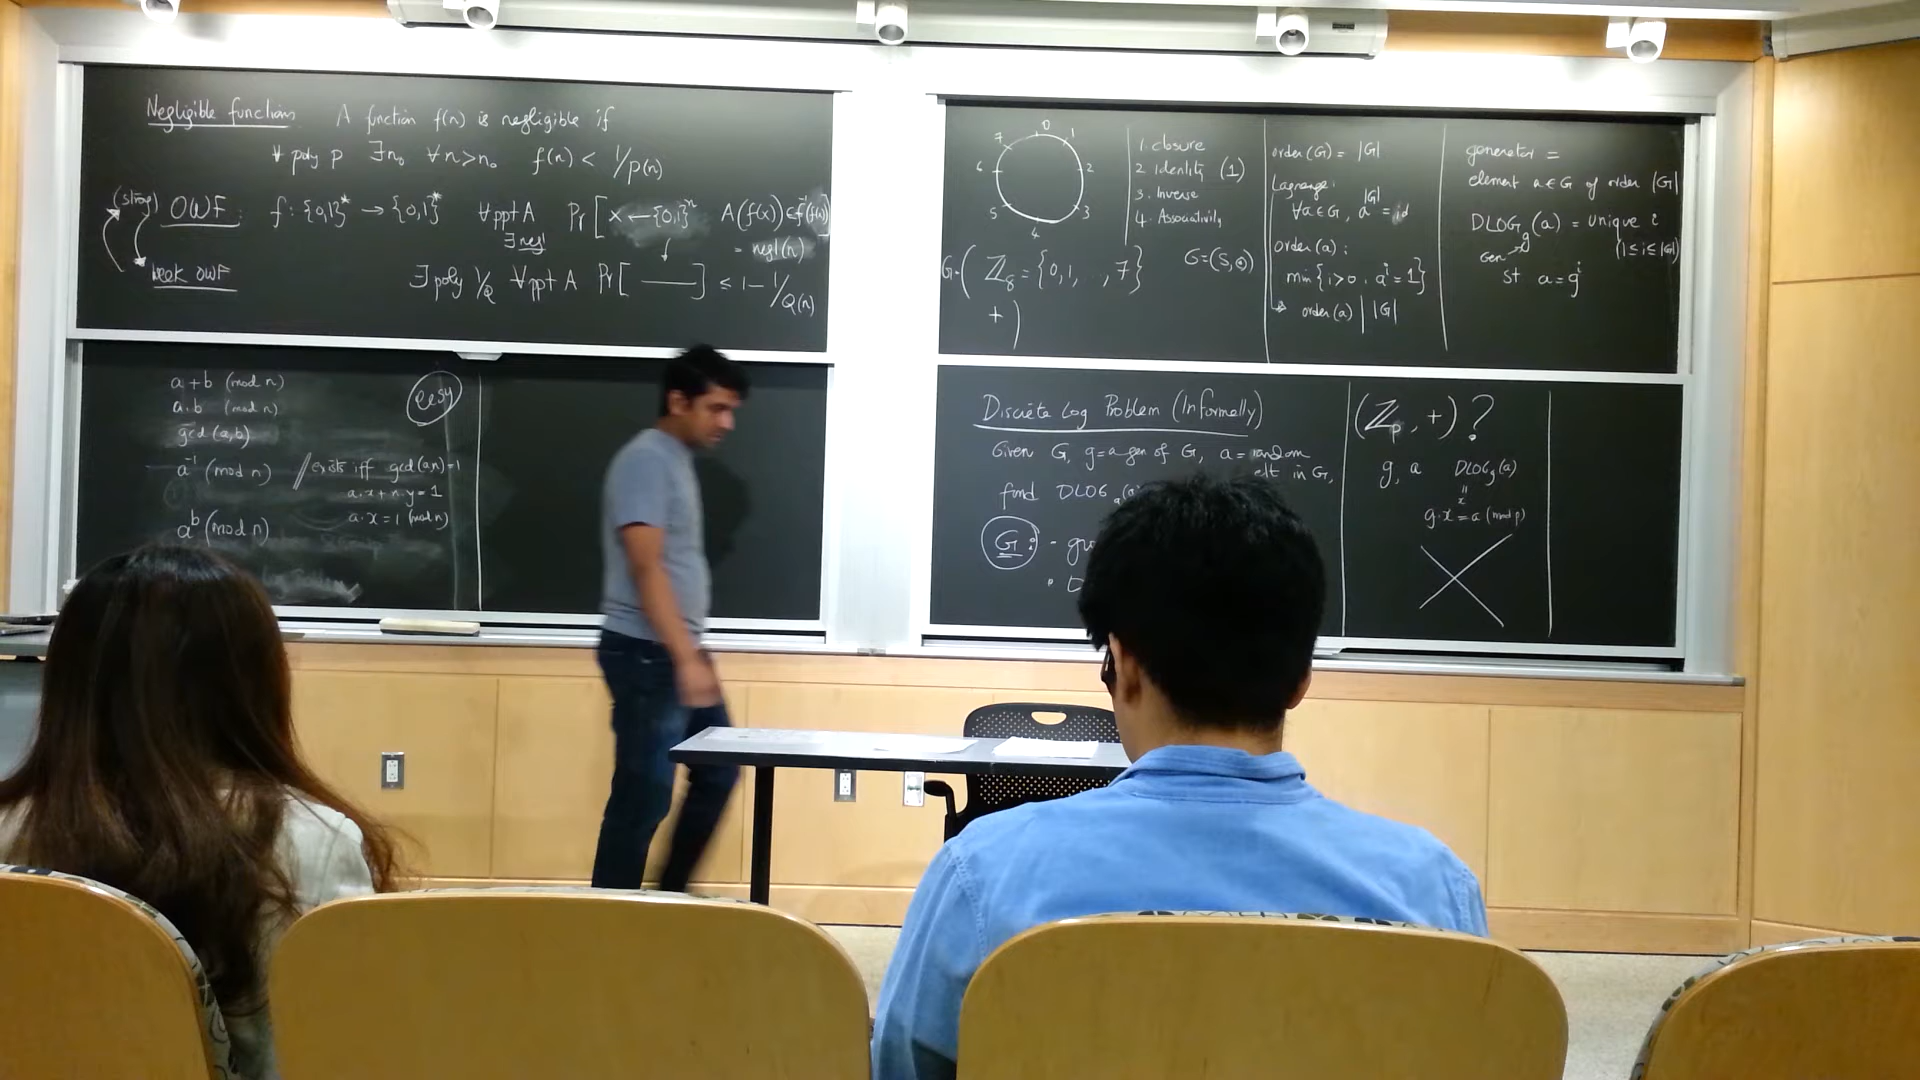 Negligible functions A function f(n) is negligible if
∀ poly p ∃n₀ ∀n>n₀ f(n) < 1/p(n)
(strong) OWF: f: {0,1}* → {0,1}* ∀ppt A Pr[x←{0,1}ⁿ A(f(x))∈f⁻¹(f(x))
∃negl = negl(n)
Weak OWF ∃poly Q ∀ppt A Pr[ ] ≤ 1 - 1/Q(n)
a+b (mod n)
a.b (mod n)
gcd(a,b)
a⁻¹ (mod n) // exists iff gcd(a,n)=1
a.x+n.y=1
a.x=1 (mod n)
aᵇ (mod n)
easy
0
1
2
3
4
5
6
7
G=( ℤ₈={0,1, .. ,7}
+ )
1. closure
2 identity (1)
3. Inverse
4. Associativity
G=(S,⊙)
order(G) = |G|
Lagrange:
∀a∈G, a^|G| = id
order(a):
min{i>0, aⁱ=1}
→ order(a) | |G|
generator =
element a∈G of order |G|
DLOG_g(a) = unique i
Gen (1≤i≤|G|)
st a=gⁱ
Discrete Log Problem (Informally)
Given G, g=a gen of G, a=random
elt in G,
find DLOG
G: -
(ℤₚ,+)?
g, a DLOG_g(a)
=
x
g.x=a (mod p)